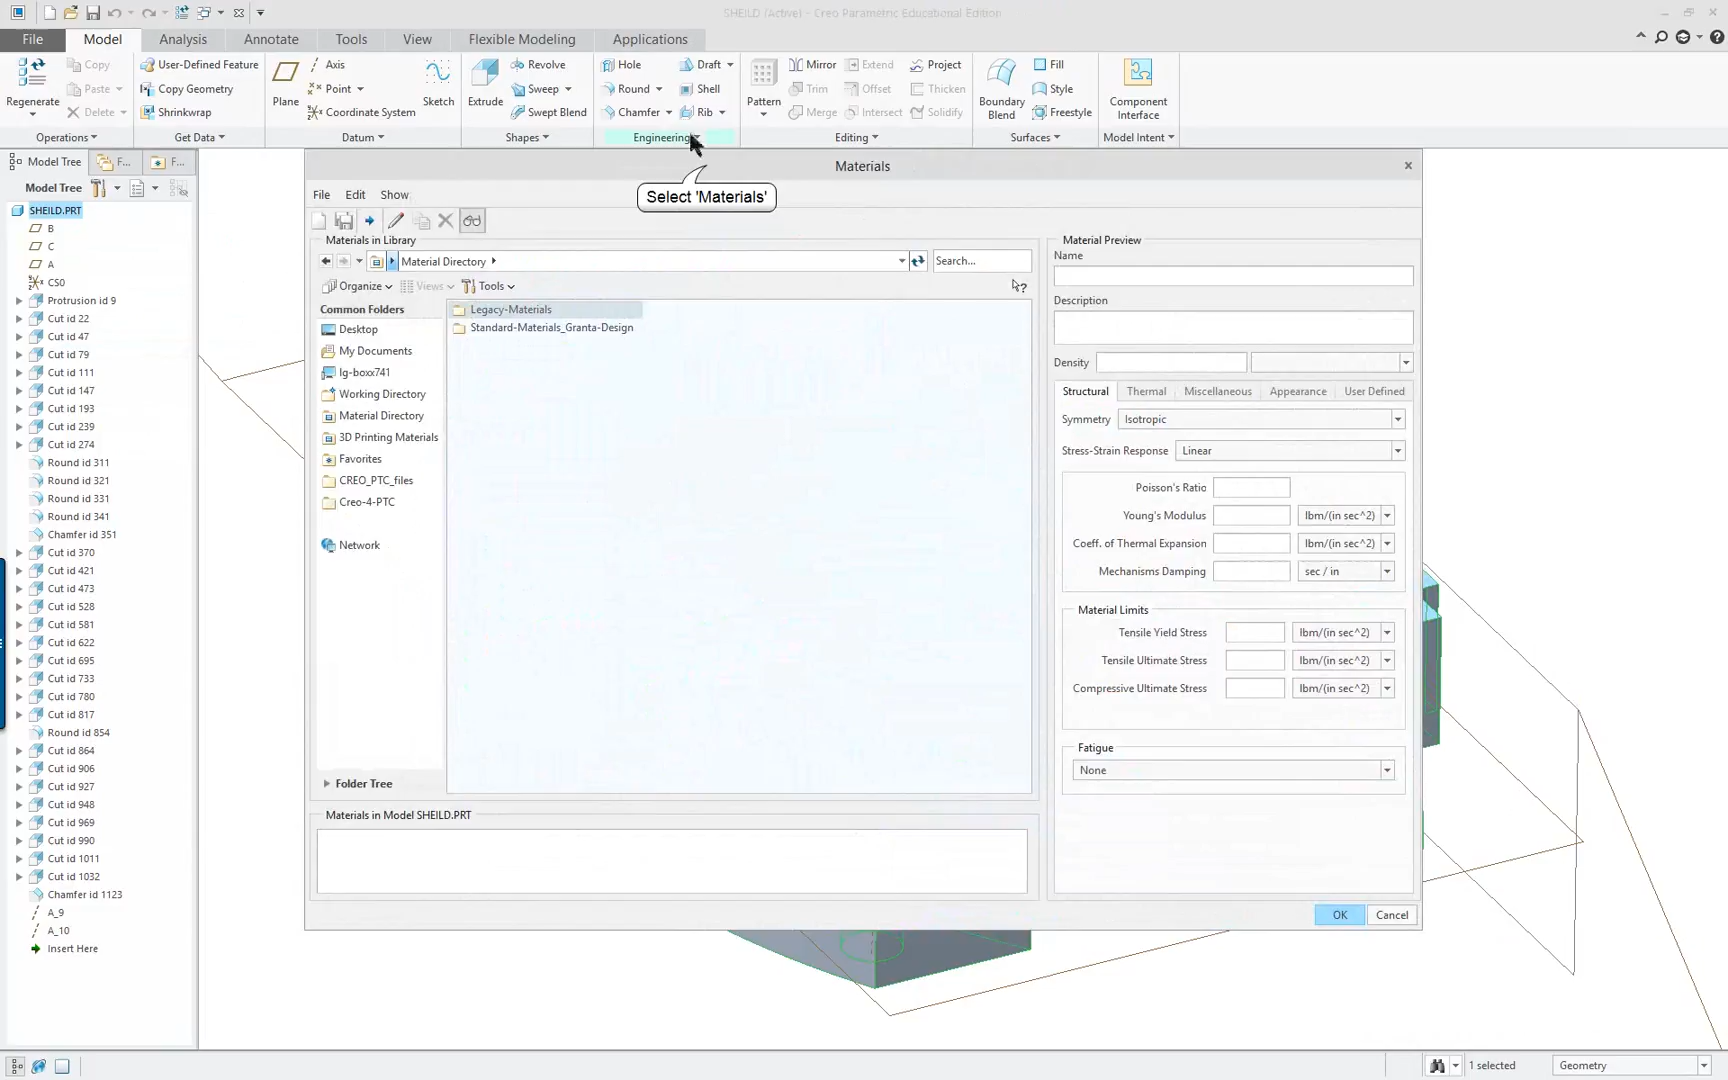 SHEILD (Active) - Creo Parametric Educational Edition
File
Model
Analysis
Annotate
Tools
View
Flexible Modeling
Applications
Regenerate
Copy
Paste
Delete
Operations
User-Defined Feature
Copy Geometry
Shrinkwrap
Get Data
Plane
Axis
Point
Coordinate System
Sketch
Datum
Extrude
Revolve
Sweep
Swept Blend
Shapes
Hole
Round
Chamfer
Draft
Shell
Rib
Engineering
Pattern
Mirror
Trim
Merge
Extend
Offset
Intersect
Project
Thicken
Solidify
Editing
Boundary
Blend
Fill
Style
Freestyle
Surfaces
Component
Interface
Model Intent
Model Tree
F...
F...
Model Tree
SHEILD.PRT
B
C
A
CS0
Protrusion id 9
Cut id 22
Cut id 47
Cut id 79
Cut id 111
Cut id 147
Cut id 193
Cut id 239
Cut id 274
Round id 311
Round id 321
Round id 331
Round id 341
Chamfer id 351
Cut id 370
Cut id 421
Cut id 473
Cut id 528
Cut id 581
Cut id 622
Cut id 695
Cut id 733
Cut id 780
Cut id 817
Round id 854
Cut id 864
Cut id 906
Cut id 927
Cut id 948
Cut id 969
Cut id 990
Cut id 1011
Cut id 1032
Chamfer id 1123
A_9
A_10
Insert Here
Materials
Select 'Materials'
File
Edit
Show
Materials in Library
Material Directory
Search...
Organize
Views
Tools
Common Folders
Desktop
My Documents
lg-boxx741
Working Directory
Material Directory
3D Printing Materials
Favorites
CREO_PTC_files
Creo-4-PTC
Network
Folder Tree
Legacy-Materials
Standard-Materials_Granta-Design
Materials in Model SHEILD.PRT
Material Preview
Name
Description
Density
Structural
Thermal
Miscellaneous
Appearance
User Defined
Symmetry
Isotropic
Stress-Strain Response
Linear
Poisson's Ratio
Young's Modulus
lbm/(in sec^2)
Coeff. of Thermal Expansion
lbm/(in sec^2)
Mechanisms Damping
sec / in
Material Limits
Tensile Yield Stress
lbm/(in sec^2)
Tensile Ultimate Stress
lbm/(in sec^2)
Compressive Ultimate Stress
lbm/(in sec^2)
Fatigue
None
OK
Cancel
1 selected
Geometry